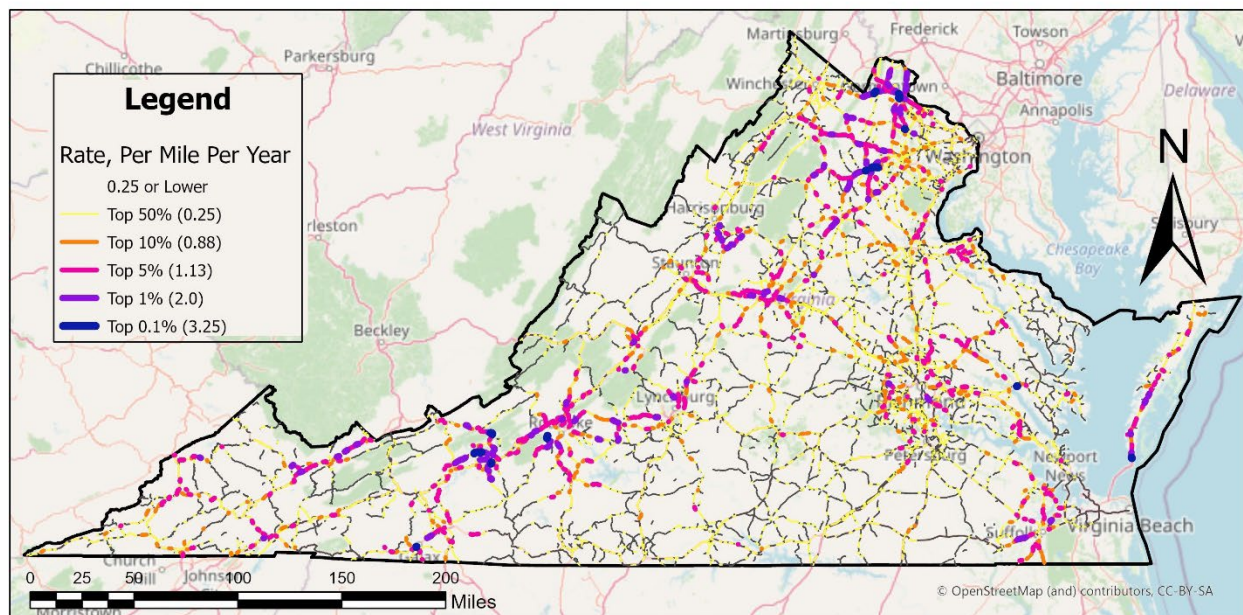 Martinsburg
Frederick
Towson
Parkersburg
Chillicothe
Baltimore
Delaware
Annapolis
Legend
West Virginia
Washington
Rate, Per Mile Per Year
N
0.25 or Lower
Top 50% (0.25)
Harrisonburg
Top 10% (0.88)
Chesapeake
Bay
Top 5% (1.13)
Staunton
Top 1% (2.0)
Top 0.1% (3.25)
Beckley
Lynchburg
Petersburg
Newport
News
Suffolk
Virginia Beach
Church
Hill
0 25 50 100 150 200
Miles
© OpenStreetMap (and) contributors, CC-BY-SA